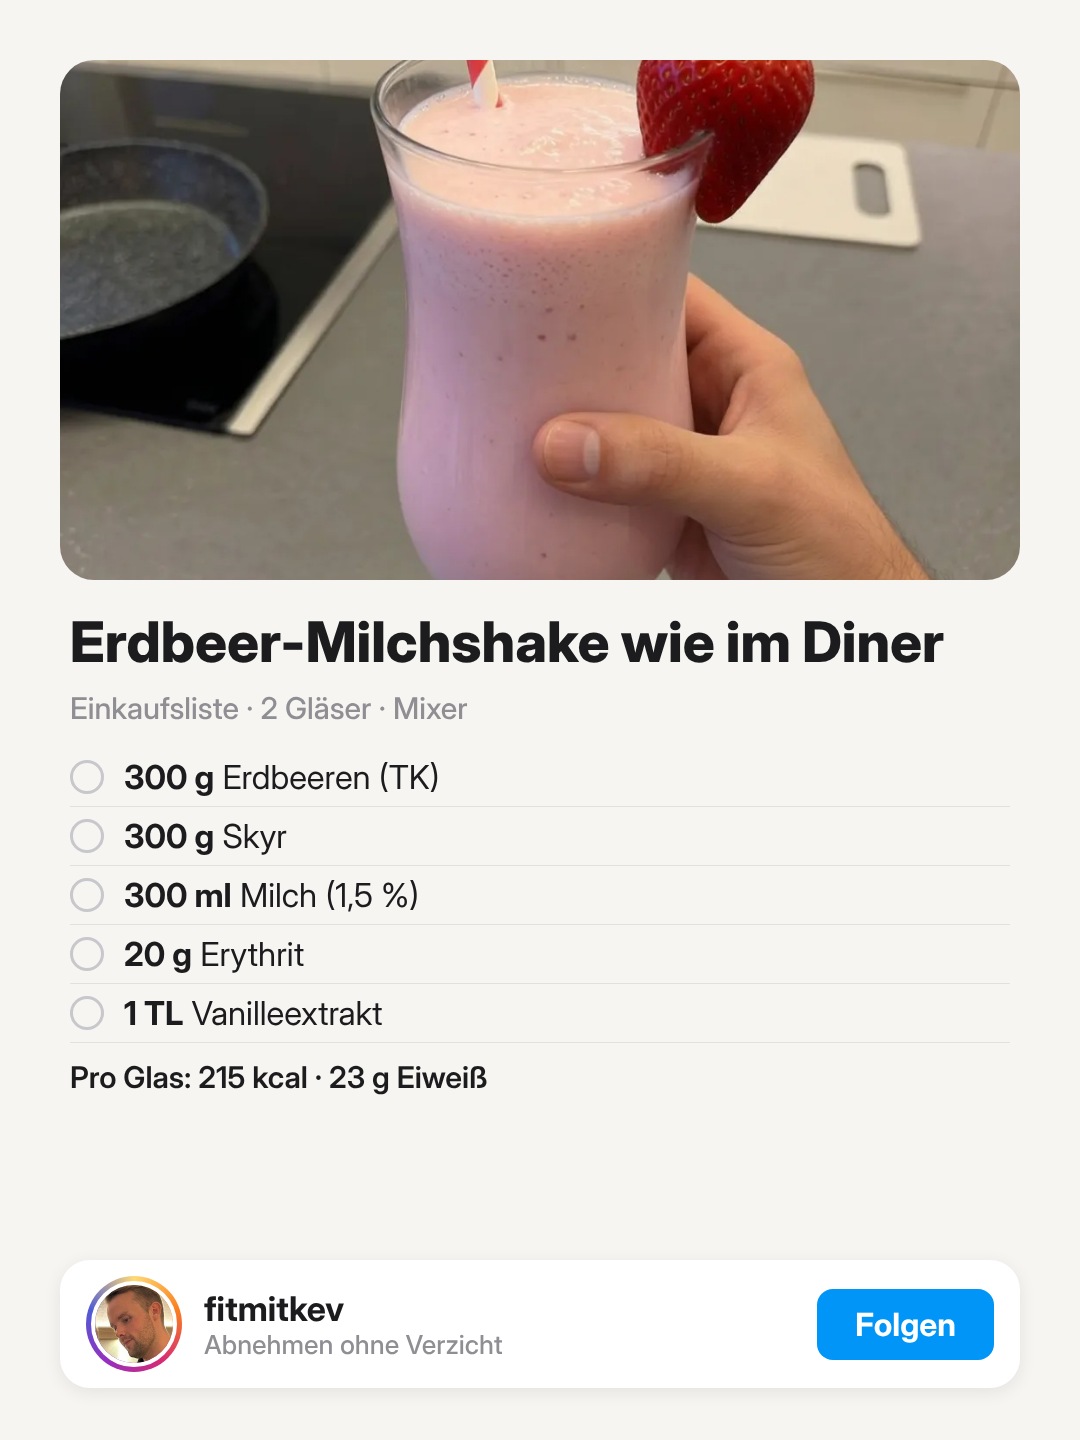 Erdbeer-Milchshake wie im Diner
Einkaufsliste · 2 Gläser · Mixer
300 g Erdbeeren (TK)
300 g Skyr
300 ml Milch (1,5 %)
20 g Erythrit
1 TL Vanilleextrakt
Pro Glas: 215 kcal · 23 g Eiweiß
fitmitkev
Abnehmen ohne Verzicht
Folgen